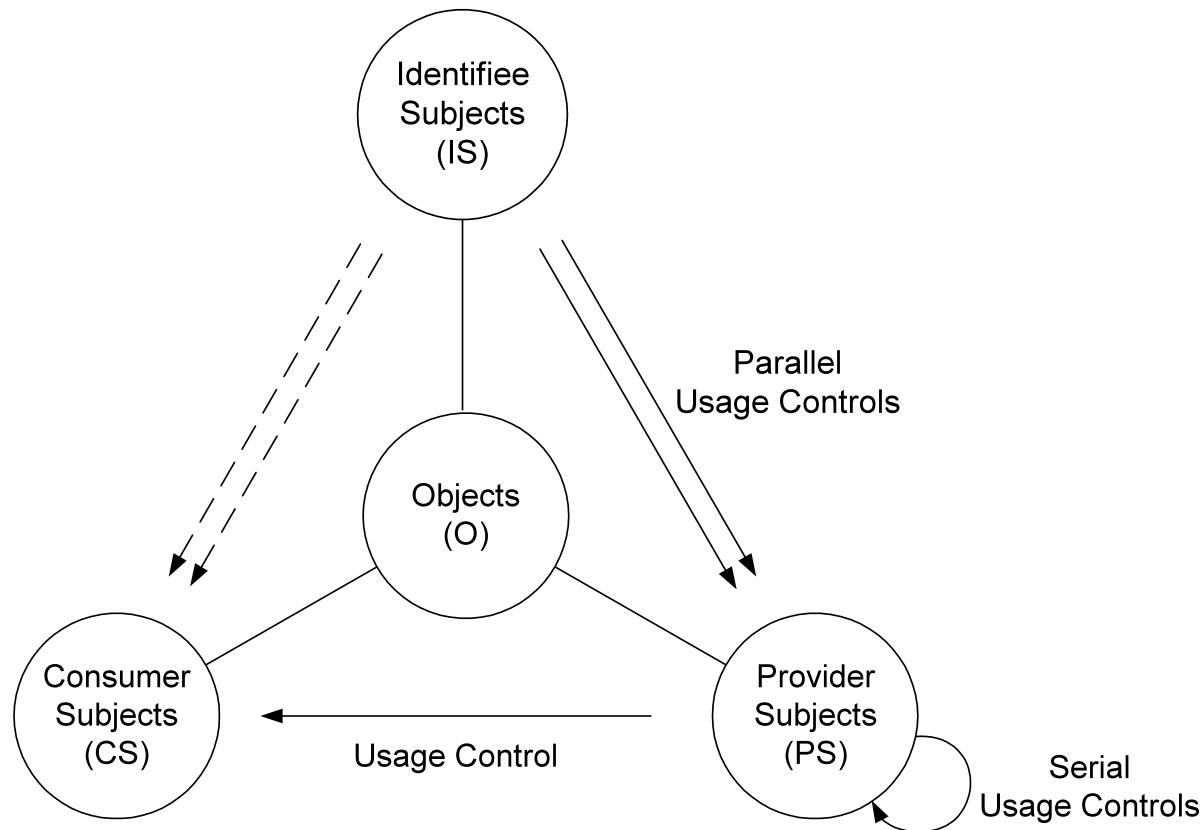 Identifiee
Subjects
(IS)
Parallel
Usage Controls
Objects
(O)
Consumer
Subjects
(CS)
Usage Control
Provider
Subjects
(PS)
Serial
Usage Controls